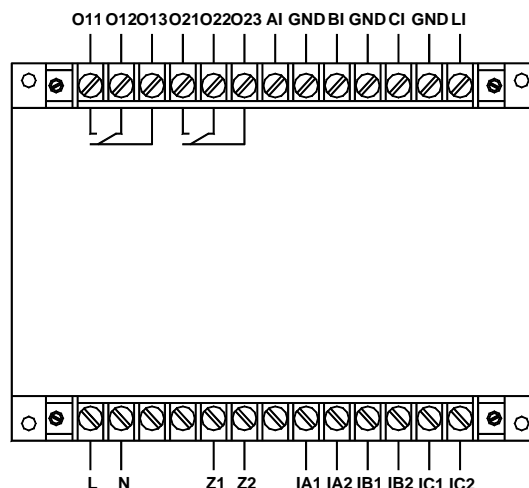 O11 O12 O13 O21 O22 O23 AI GND BI GND CI GND LI
L N Z1 Z2 IA1 IA2 IB1 IB2 IC1 IC2